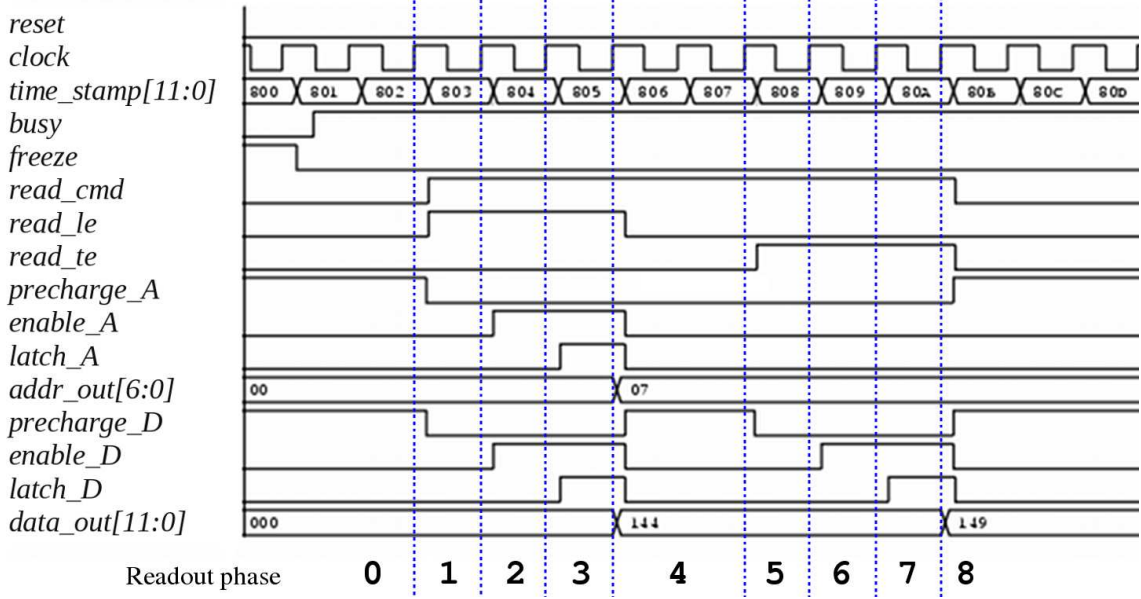 reset
clock
time_stamp[11:0] 800 801 802 803 804 805 806 807 808 809 80A 80B 80C 80D
busy
freeze
read_cmd
read_le
read_te
precharge_A
enable_A
latch_A
addr_out[6:0] 00 07
precharge_D
enable_D
latch_D
data_out[11:0] 000 144 149
Readout phase 0 1 2 3 4 5 6 7 8